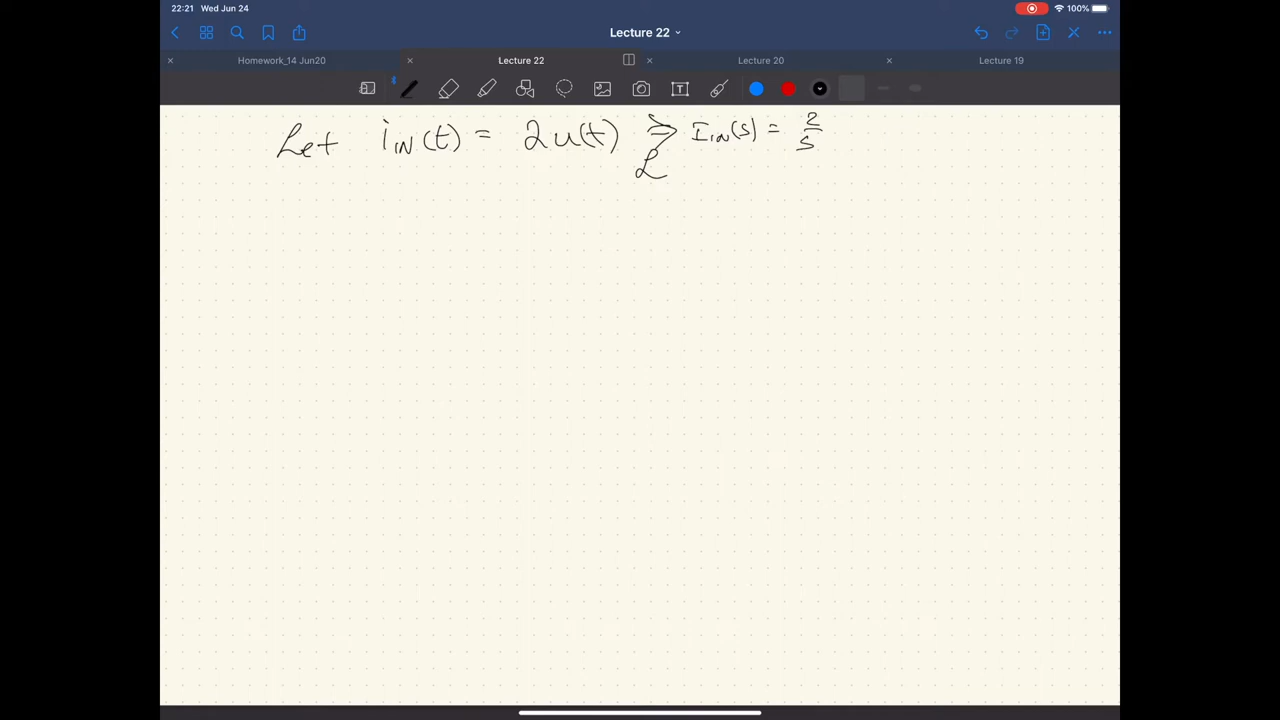 22:21 Wed Jun 24
100%
Lecture 22
Homework_14 Jun20
Lecture 22
Lecture 20
Lecture 19
Let i_IN(t) = 2u(t) ⇒ I_IN(s) = 2/s
ℒ